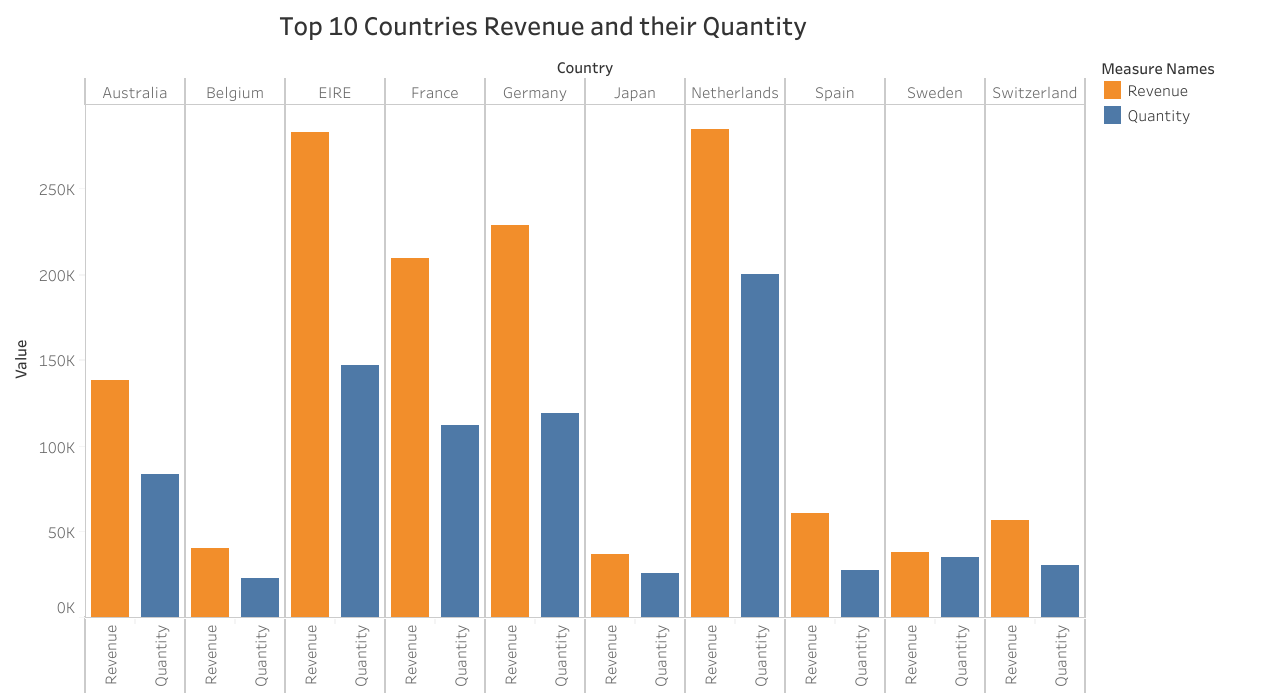 Top 10 Countries Revenue and their Quantity
Country
Australia Belgium EIRE France Germany Japan Netherlands Spain Sweden Switzerland
Measure Names
Revenue
Quantity
Value
250K
200K
150K
100K
50K
0K
Revenue Quantity Revenue Quantity Revenue Quantity Revenue Quantity Revenue Quantity Revenue Quantity Revenue Quantity Revenue Quantity Revenue Quantity Revenue Quantity